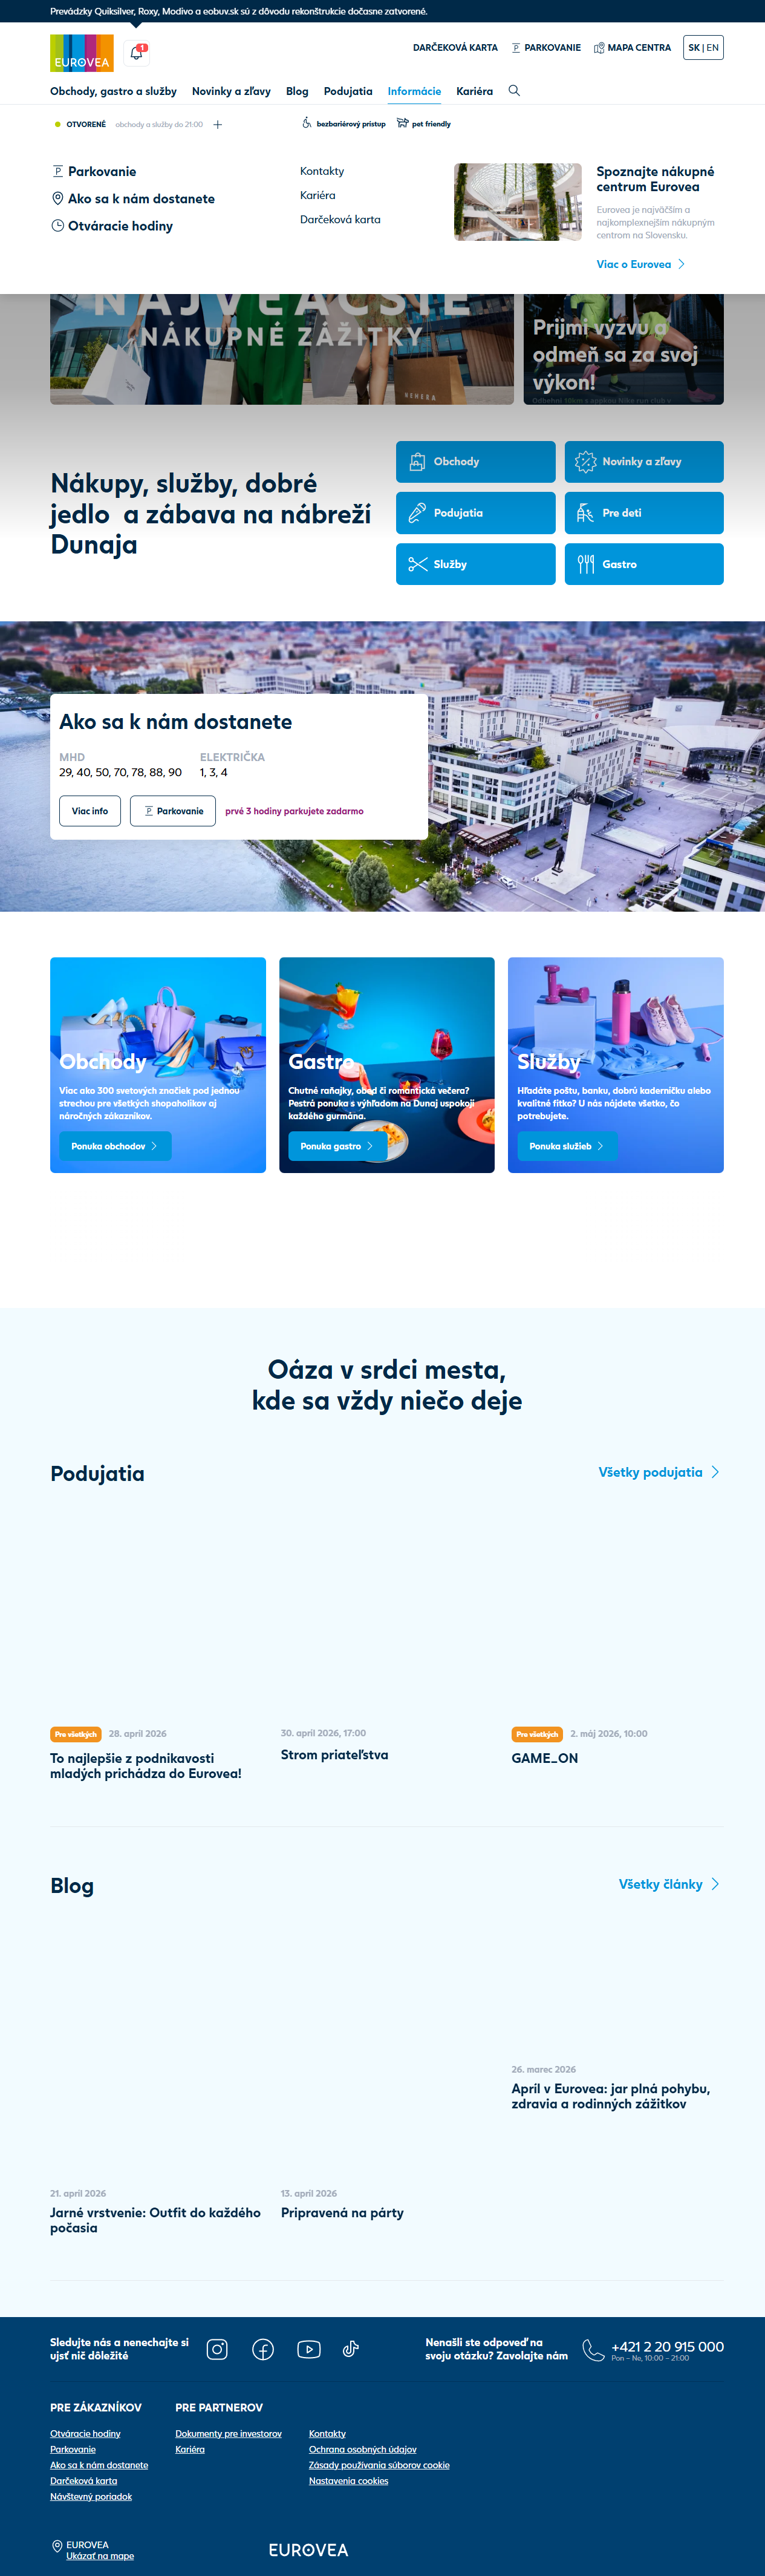 Prevádzky Quiksilver, Roxy, Modivo a eobuv.sk sú z dôvodu rekonštrukcie dočasne zatvorené.
EUROVEA
1
DARČEKOVÁ KARTA
PARKOVANIE
MAPA CENTRA
SK | EN
Obchody, gastro a služby
Novinky a zľavy
Blog
Podujatia
Informácie
Kariéra
OTVORENÉ
obchody a služby do 21:00
bezbariérový prístup
pet friendly
Parkovanie
Ako sa k nám dostanete
Otváracie hodiny
Kontakty
Kariéra
Darčeková karta
Spoznajte nákupné
centrum Eurovea
Eurovea je najväčším a
najkomplexnejším nákupným
centrom na Slovensku.
Viac o Eurovea
NAJVÄČŠIE
NÁKUPNÉ ZÁŽITKY
Prijmi výzvu a
odmeň sa za svoj
výkon!
Nákupy, služby, dobré
jedlo a zábava na nábreží
Dunaja
Obchody
Novinky a zľavy
Podujatia
Pre deti
Služby
Gastro
Ako sa k nám dostanete
MHD
29, 40, 50, 70, 78, 88, 90
ELEKTRIČKA
1, 3, 4
Viac info
Parkovanie
prvé 3 hodiny parkujete zadarmo
Obchody
Viac ako 300 svetových značiek pod jednou
strechou pre všetkých shopaholikov aj
náročných zákazníkov.
Ponuka obchodov
Gastro
Chutné raňajky, obed či romantická večera?
Pestrá ponuka s výhľadom na Dunaj uspokojí
každého gurmána.
Ponuka gastro
Služby
Hľadáte poštu, banku, dobrú kaderníčku alebo
kvalitné fitko? U nás nájdete všetko, čo
potrebujete.
Ponuka služieb
Oáza v srdci mesta,
kde sa vždy niečo deje
Podujatia
Všetky podujatia
Pre všetkých
28. apríl 2026
To najlepšie z podnikavosti
mladých prichádza do Eurovea!
30. apríl 2026, 17:00
Strom priateľstva
Pre všetkých
2. máj 2026, 10:00
GAME_ON
Blog
Všetky články
26. marec 2026
Apríl v Eurovea: jar plná pohybu,
zdravia a rodinných zážitkov
21. apríl 2026
Jarné vrstvenie: Outfit do každého
počasia
13. apríl 2026
Pripravená na párty
Sledujte nás a nenechajte si
ujsť nič dôležité
Nenašli ste odpoveď na
svoju otázku? Zavolajte nám
+421 2 20 915 000
Pon – Ne, 10:00 – 21:00
PRE ZÁKAZNÍKOV
Otváracie hodiny
Parkovanie
Ako sa k nám dostanete
Darčeková karta
Návštevný poriadok
PRE PARTNEROV
Dokumenty pre investorov
Kariéra
Kontakty
Ochrana osobných údajov
Zásady používania súborov cookie
Nastavenia cookies
EUROVEA
Ukázať na mape
EUROVEA